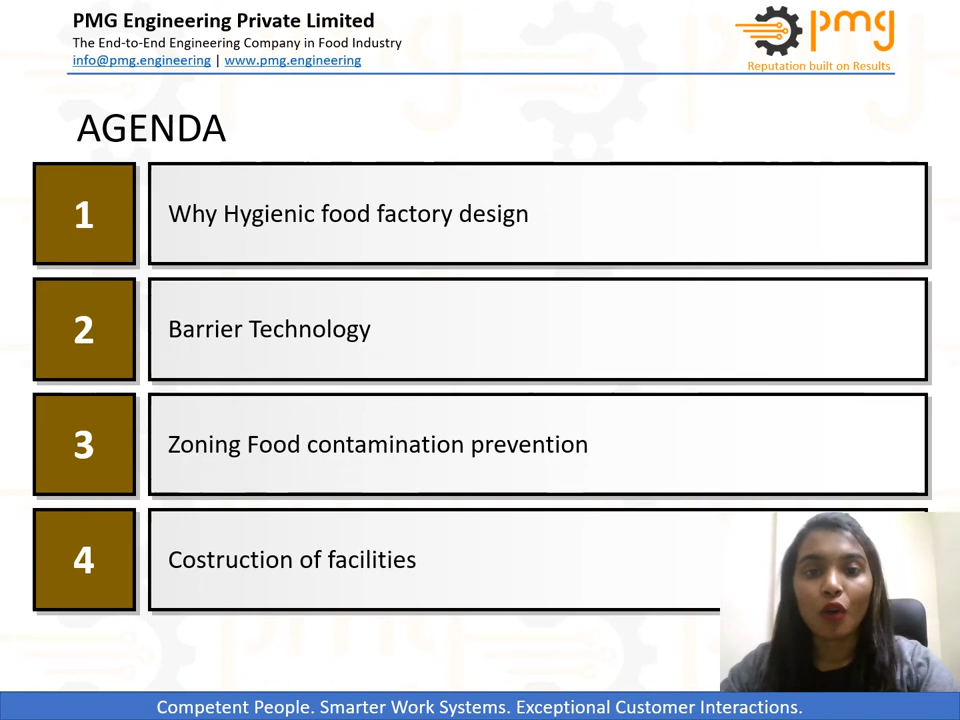 PMG Engineering Private Limited
The End-to-End Engineering Company in Food Industry
info@pmg.engineering | www.pmg.engineering
pmg
Reputation built on Results
AGENDA
1
Why Hygienic food factory design
2
Barrier Technology
3
Zoning Food contamination prevention
4
Costruction of facilities
Competent People. Smarter Work Systems. Exceptional Customer Interactions.